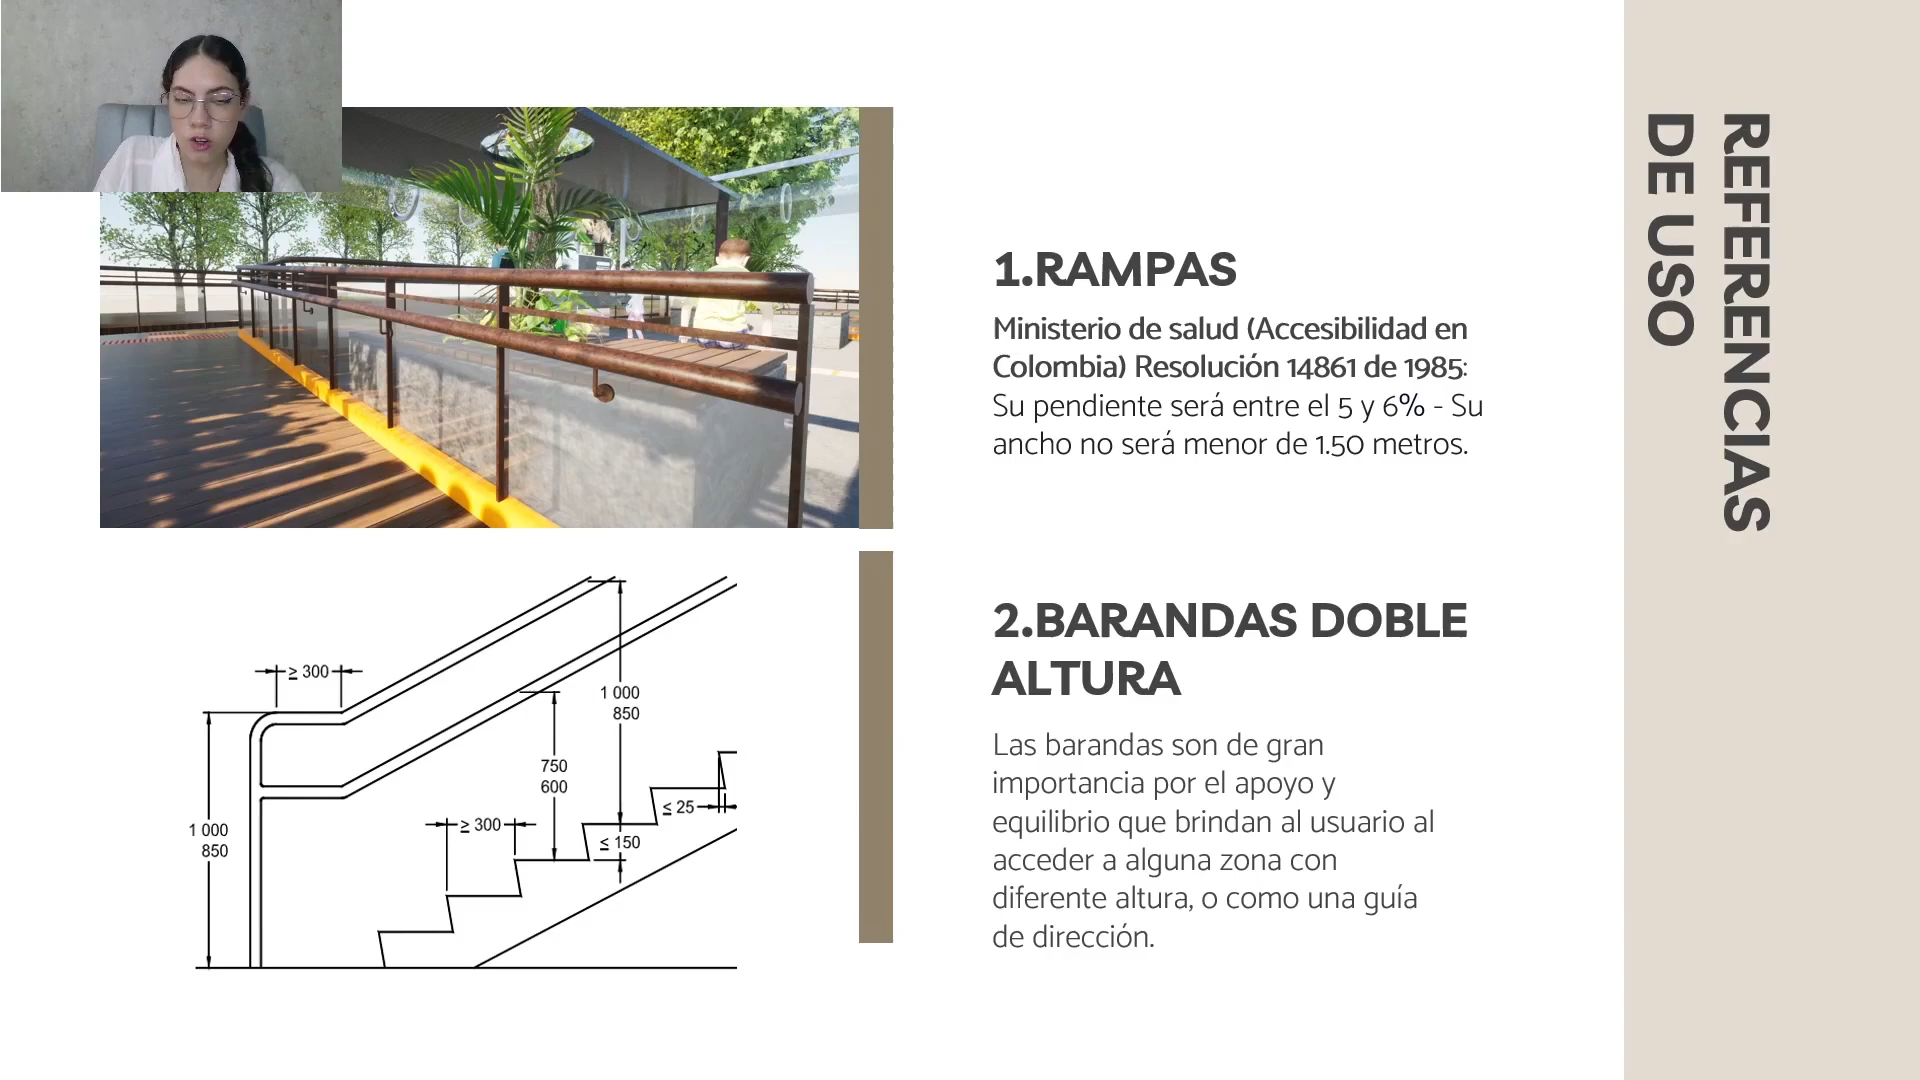 REFERENCIAS
DE USO
1.RAMPAS
Ministerio de salud (Accesibilidad en
Colombia) Resolución 14861 de 1985:
Su pendiente será entre el 5 y 6% - Su
ancho no será menor de 1.50 metros.
2.BARANDAS DOBLE
ALTURA
Las barandas son de gran
importancia por el apoyo y
equilibrio que brindan al usuario al
acceder a alguna zona con
diferente altura, o como una guía
de dirección.
≥ 300
1 000
850
750
600
≤ 25
≥ 300
≤ 150
1 000
850